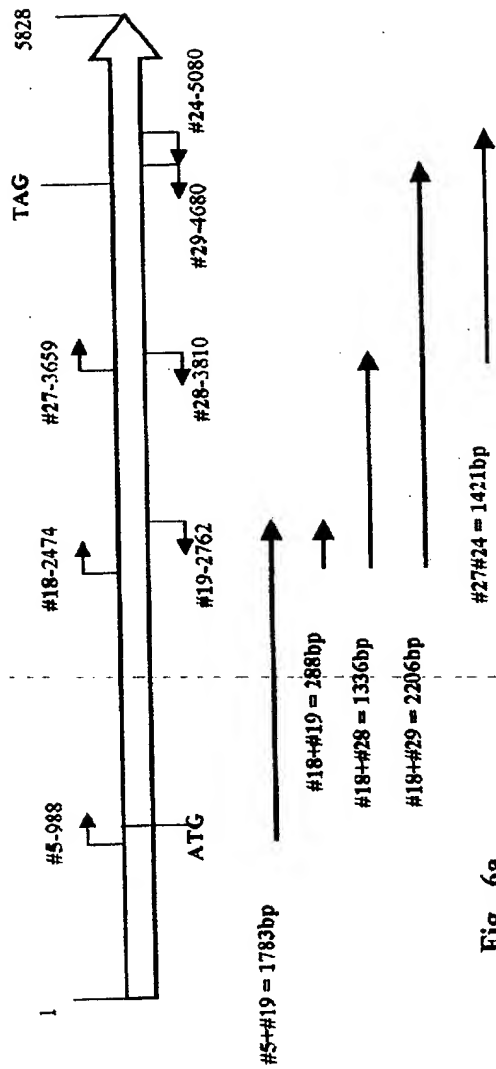 1
5828
TAG
#5-988
#18-2474
#27-3659
ATG
#19-2762
#28-3810
#29-4680
#24-5080
#5+#19 = 1783bp
#18+#19 = 288bp
#18+#28 = 1336bp
#18+#29 = 2206bp
#27#24 = 1421bp
Fig. 6a